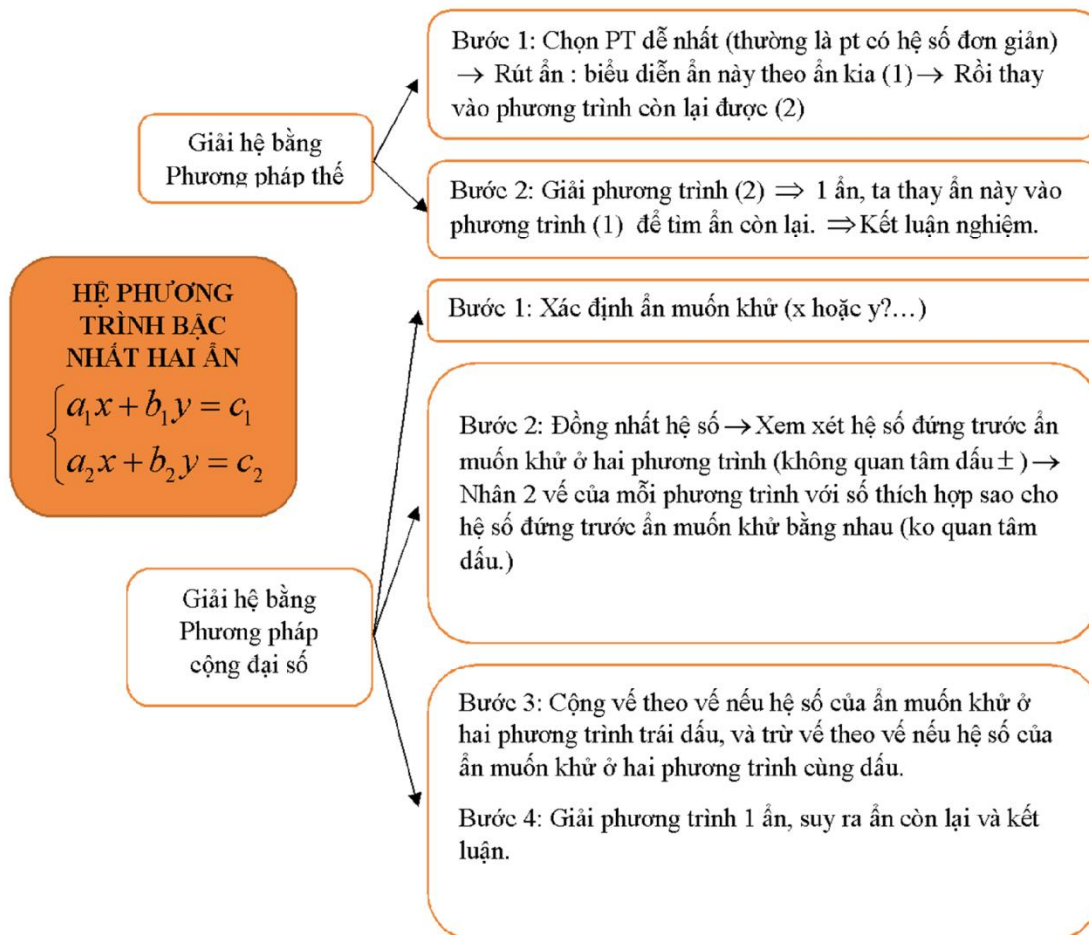 Bước 1: Chọn PT dễ nhất (thường là pt có hệ số đơn giản)
→ Rút ẩn : biểu diễn ẩn này theo ẩn kia (1) → Rồi thay
vào phương trình còn lại được (2)
Giải hệ bằng
Phương pháp thế
Bước 2: Giải phương trình (2) ⇒ 1 ẩn, ta thay ẩn này vào
phương trình (1) để tìm ẩn còn lại. ⇒Kết luận nghiệm.
HỆ PHƯƠNG
TRÌNH BẬC
NHẤT HAI ẨN
a₁x + b₁y = c₁
a₂x + b₂y = c₂
Bước 1: Xác định ẩn muốn khử (x hoặc y?...)
Bước 2: Đồng nhất hệ số → Xem xét hệ số đứng trước ẩn
muốn khử ở hai phương trình (không quan tâm dấu ± ) →
Nhân 2 vế của mỗi phương trình với số thích hợp sao cho
hệ số đứng trước ẩn muốn khử bằng nhau (ko quan tâm
dấu.)
Giải hệ bằng
Phương pháp
cộng đại số
Bước 3: Cộng vế theo vế nếu hệ số của ẩn muốn khử ở
hai phương trình trái dấu, và trừ vế theo vế nếu hệ số của
ẩn muốn khử ở hai phương trình cùng dấu.
Bước 4: Giải phương trình 1 ẩn, suy ra ẩn còn lại và kết
luận.